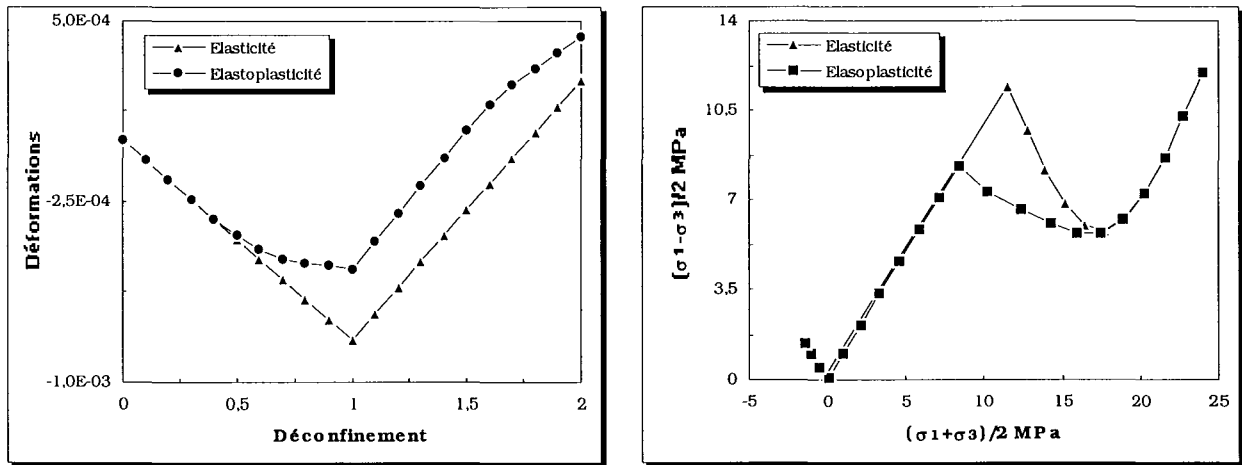 5,0E-04
Elasticité
Elastoplasticité
Déformations
-2,5E-04
-1,0E-03
0
0,5
1
1,5
2
Déconfinement
14
Elasticité
Elasoplasticité
10,5
(σ1-σ3)/2 MPa
7
3,5
0
-5
0
5
10
15
20
25
(σ1+σ3)/2 MPa